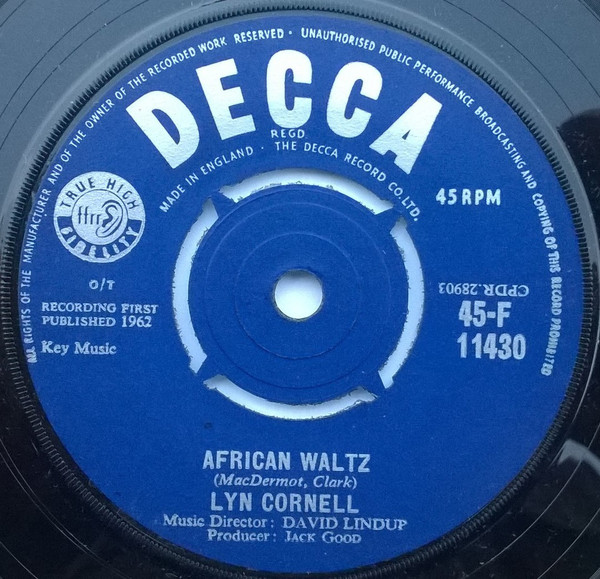 ALL RIGHTS OF THE MANUFACTURER AND OF THE OWNER OF THE RECORDED WORK RESERVED · UNAUTHORISED PUBLIC PERFORMANCE BROADCASTING AND COPYING OF THIS RECORD PROHIBITED
DECCA
REGD.
MADE IN ENGLAND · THE DECCA RECORD CO. LTD.
TRUE HIGH
ffrr
FIDELITY
45 RPM
O/T
RECORDING FIRST
PUBLISHED 1962
Key Music
CPDR.28903
45-F
11430
AFRICAN WALTZ
(MacDermot, Clark)
LYN CORNELL
Music Director: DAVID LINDUP
Producer: JACK GOOD